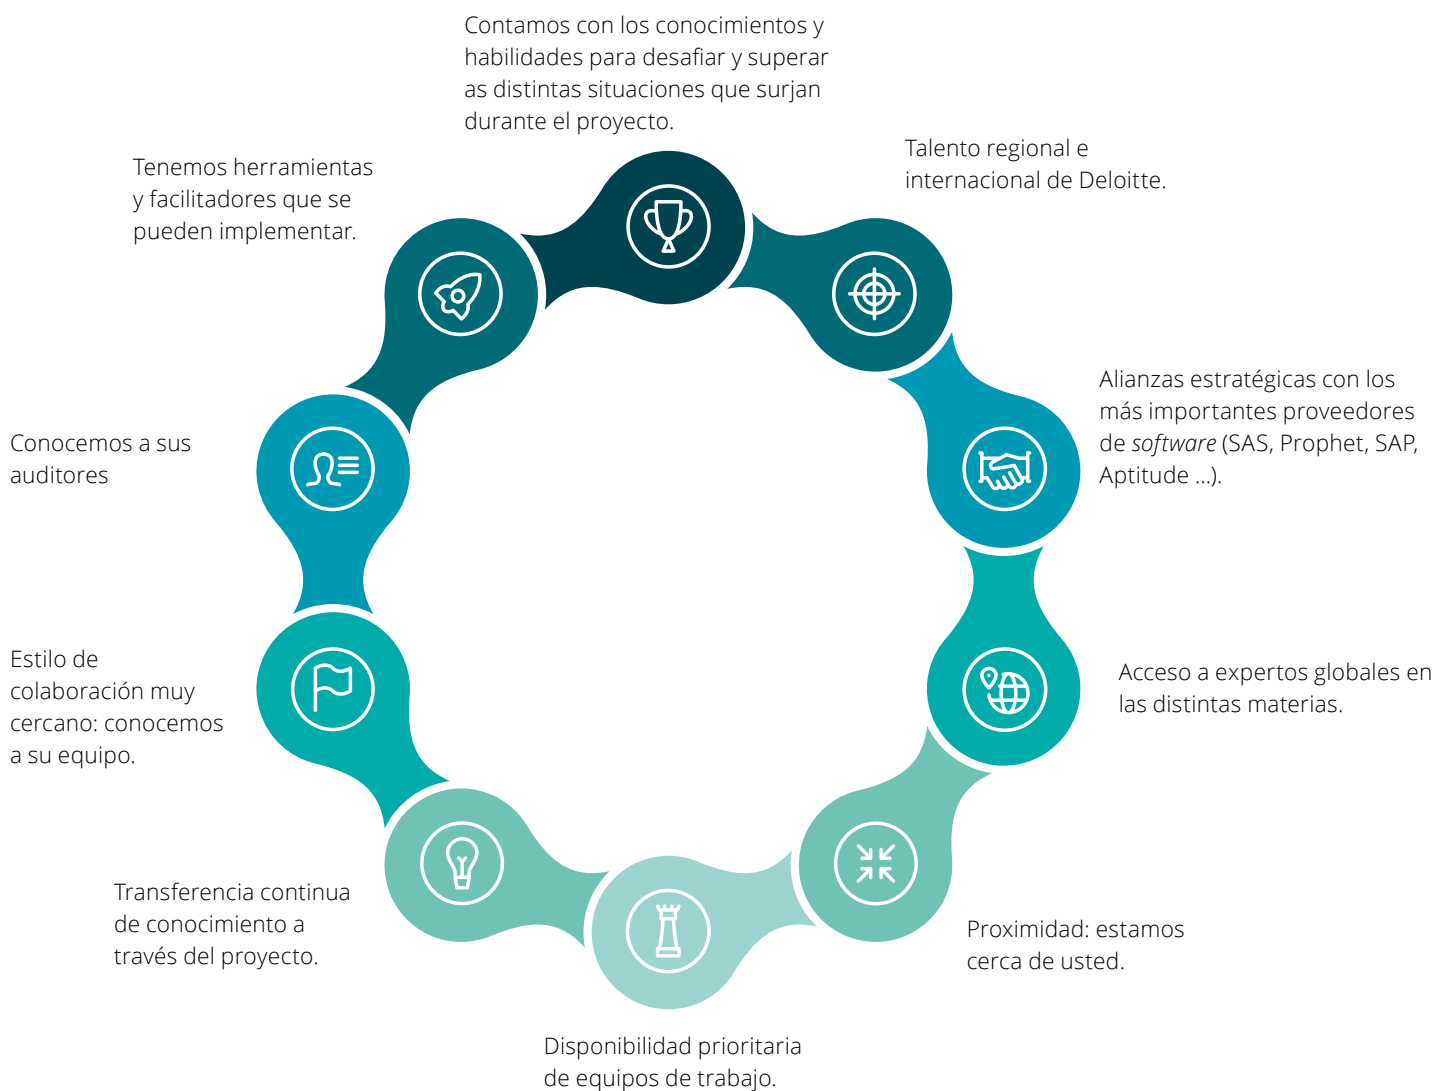 Contamos con los conocimientos y
habilidades para desafiar y superar
as distintas situaciones que surjan
durante el proyecto.
Talento regional e
internacional de Deloitte.
Alianzas estratégicas con los
más importantes proveedores
de software (SAS, Prophet, SAP,
Aptitude ...).
Acceso a expertos globales en
las distintas materias.
Proximidad: estamos
cerca de usted.
Disponibilidad prioritaria
de equipos de trabajo.
Transferencia continua
de conocimiento a
través del proyecto.
Estilo de
colaboración muy
cercano: conocemos
a su equipo.
Conocemos a sus
auditores
Tenemos herramientas
y facilitadores que se
pueden implementar.